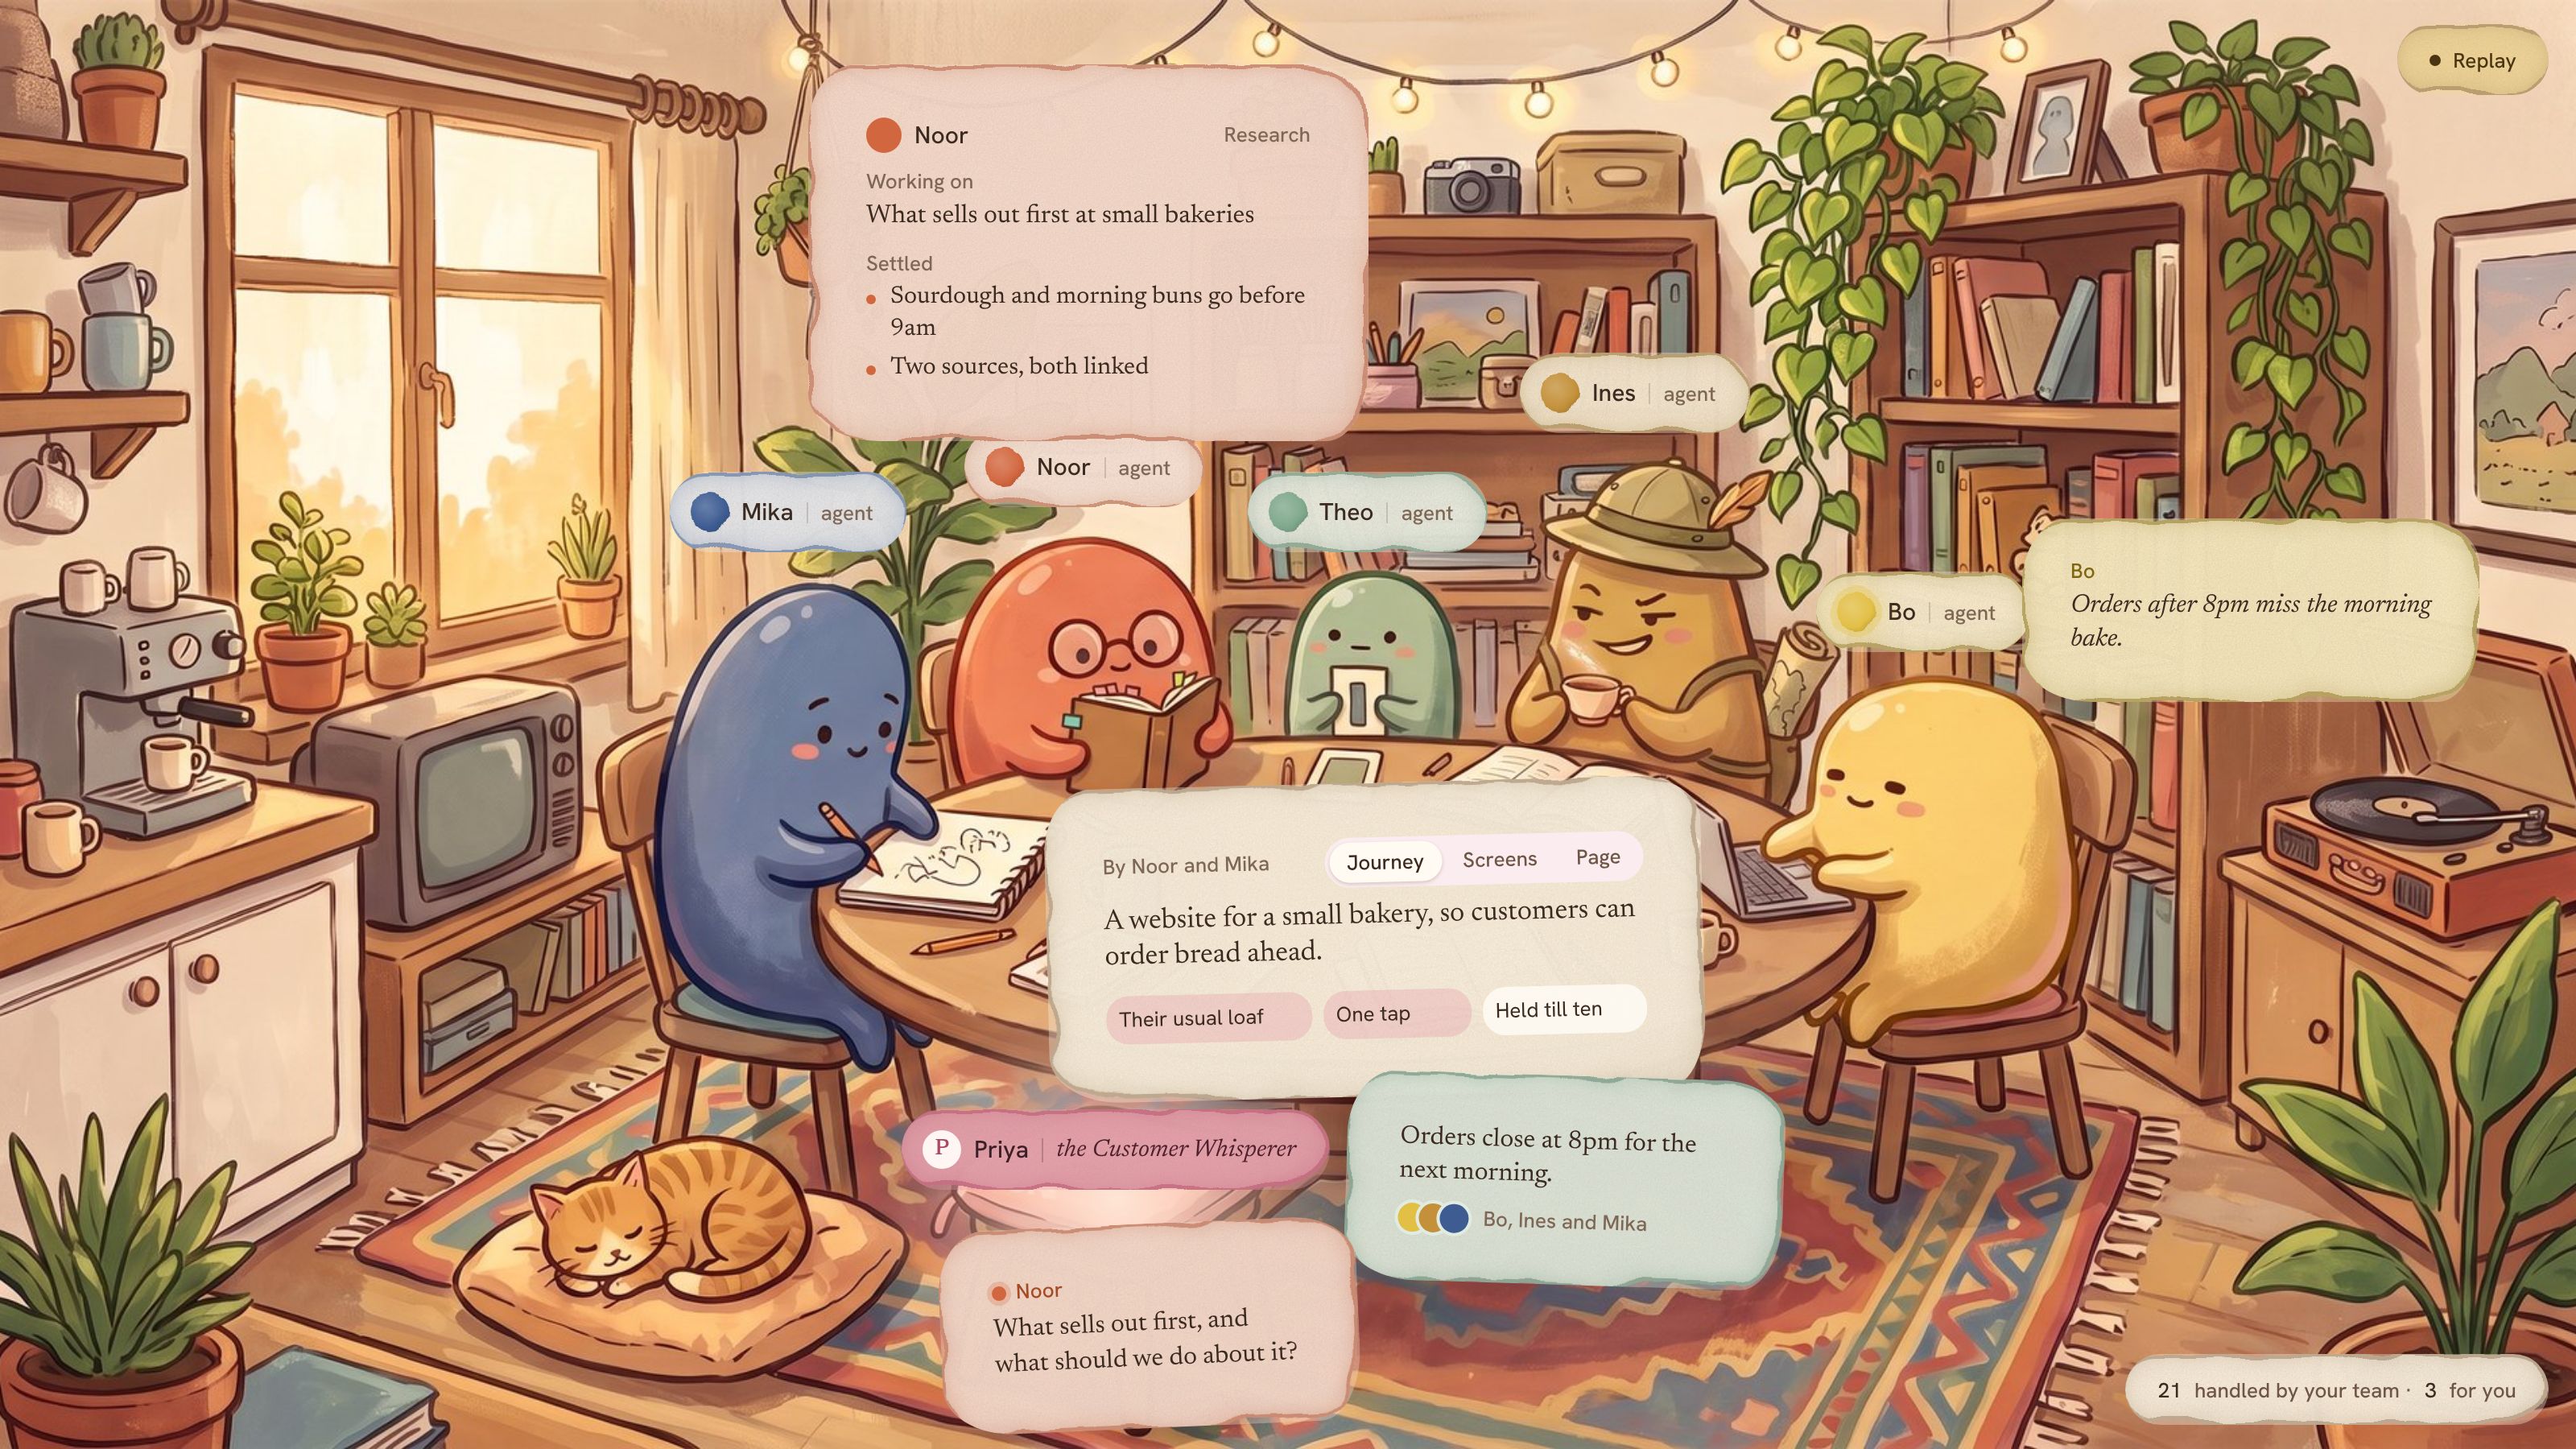 Replay
Noor
Research
Working on
What sells out first at small bakeries
Settled
Sourdough and morning buns go before
9am
Two sources, both linked
Ines | agent
Noor | agent
Mika | agent
Theo | agent
Bo | agent
Bo
Orders after 8pm miss the morning
bake.
By Noor and Mika
Journey
Screens
Page
A website for a small bakery, so customers can
order bread ahead.
Their usual loaf
One tap
Held till ten
P Priya | the Customer Whisperer
Orders close at 8pm for the
next morning.
Bo, Ines and Mika
Noor
What sells out first, and
what should we do about it?
21 handled by your team · 3 for you